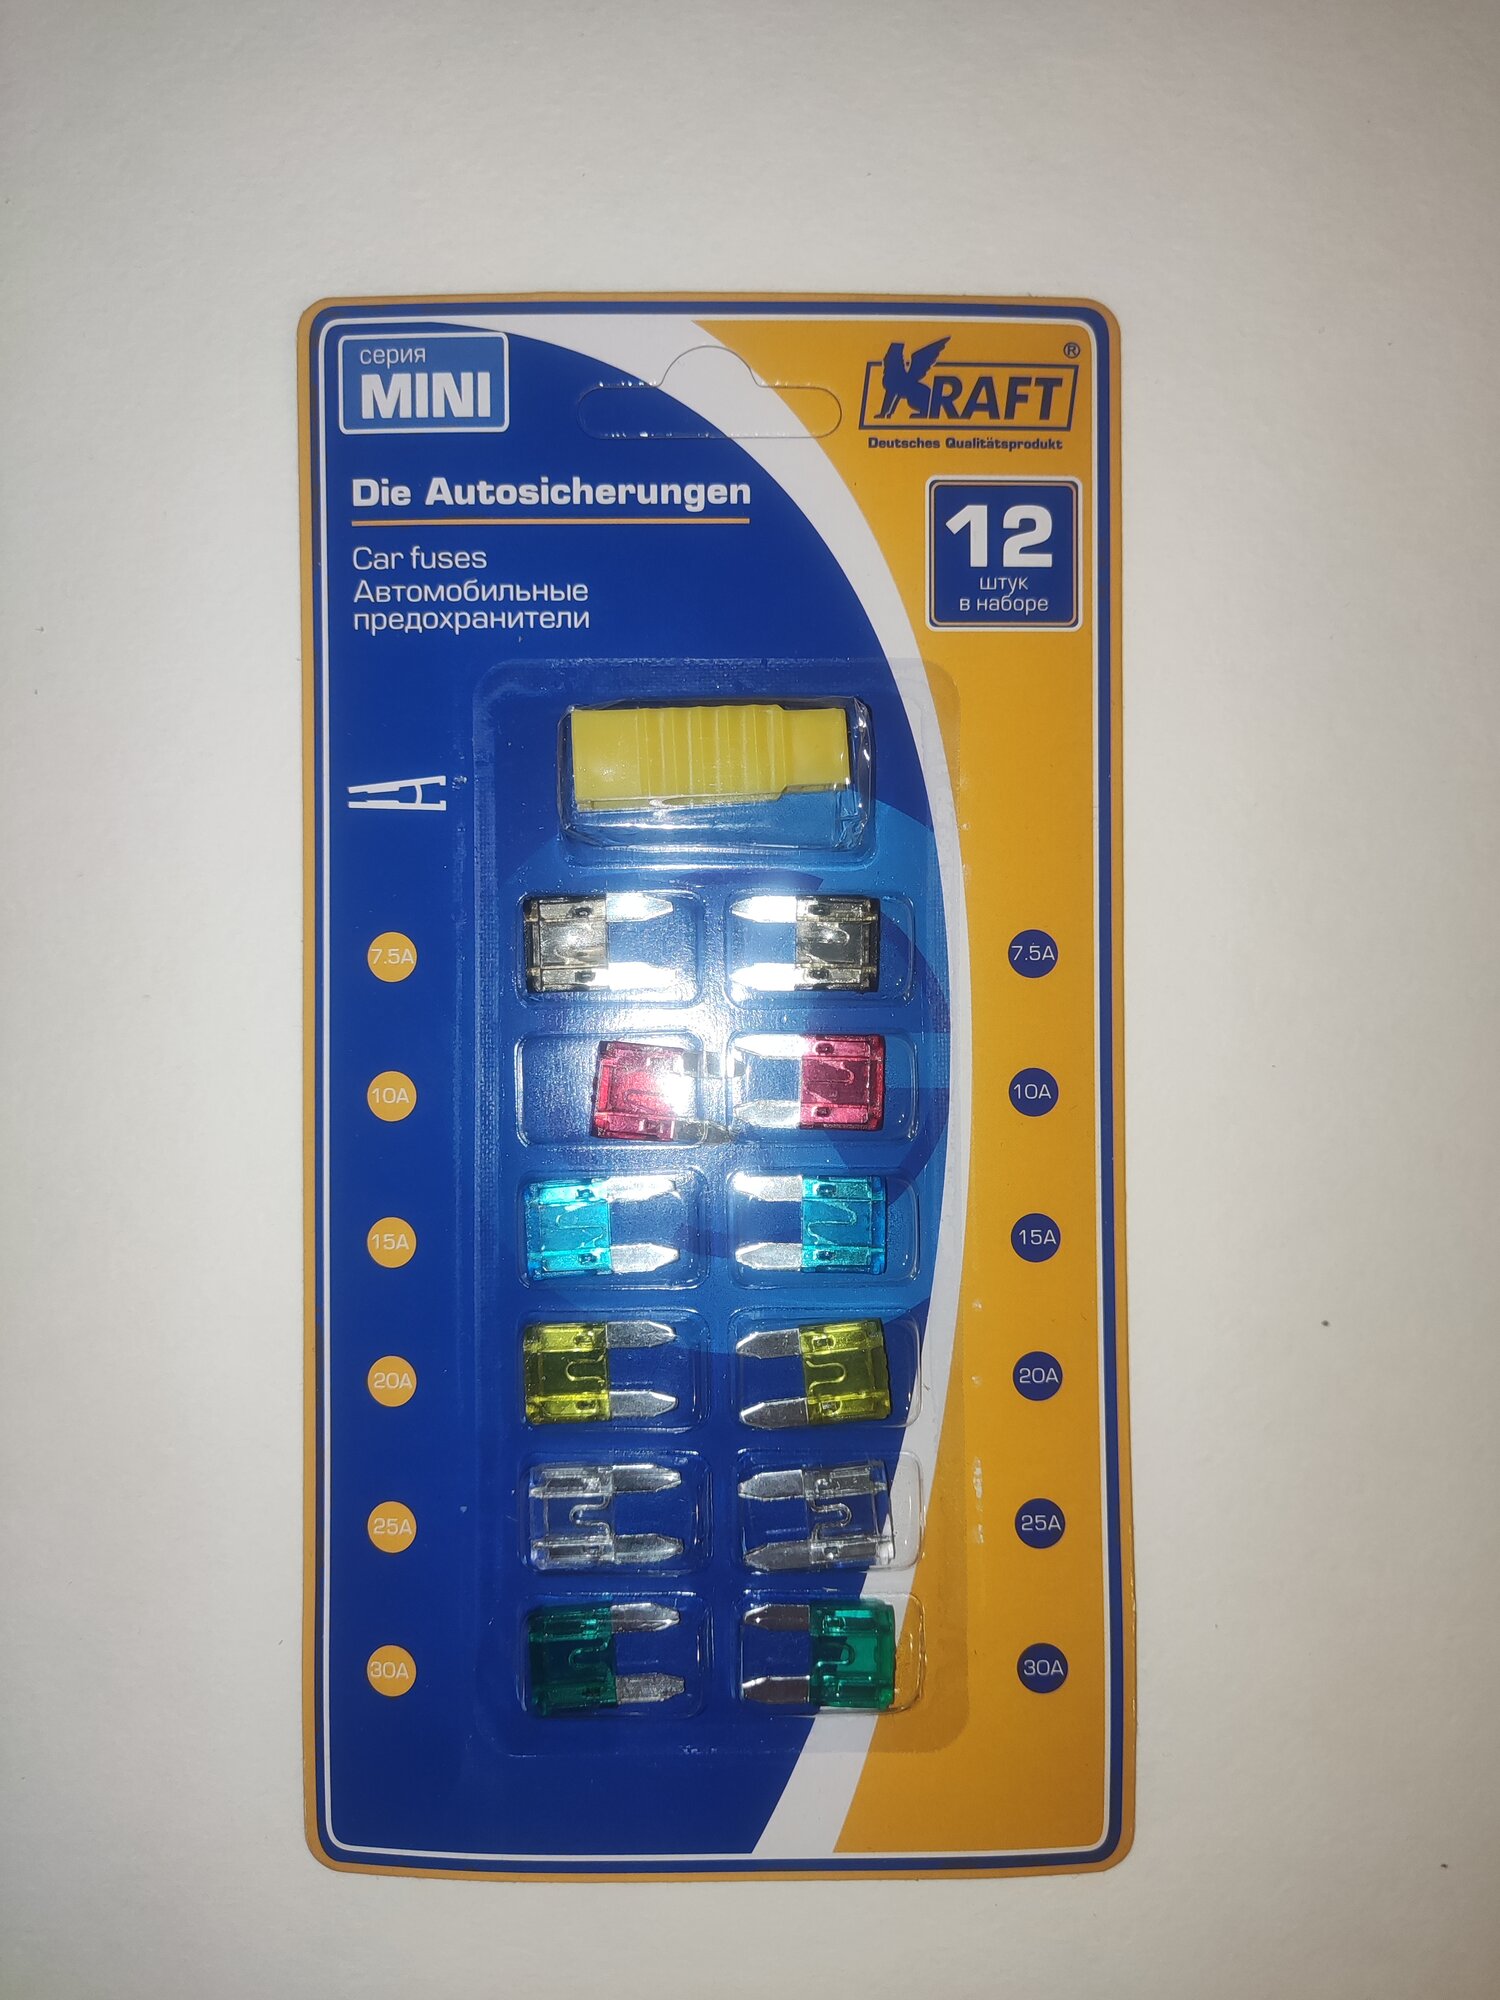 серия
MINI
KRAFT®
Deutsches Qualitätsprodukt
Die Autosicherungen
Car fuses
Автомобильные
предохранители
12
штук
в наборе
7.5A 7.5A
10A 10A
15A 15A
20A 20A
25A 25A
30A 30A